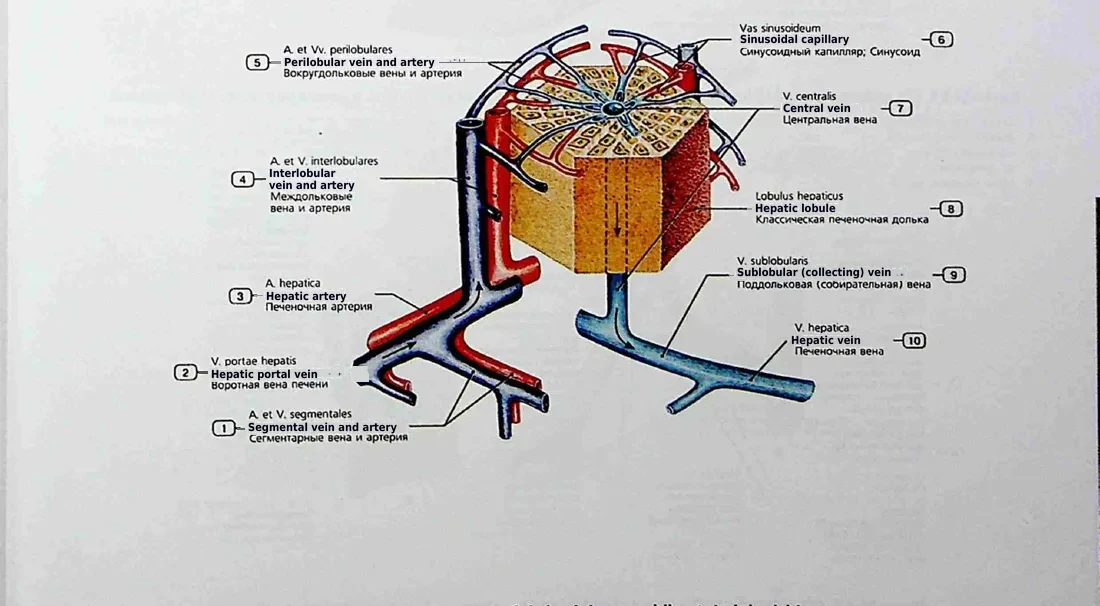 5
A. et Vv. perilobulares
Perilobular vein and artery
Вокругдольковые вены и артерия
4
A. et V. interlobulares
Interlobular
vein and artery
Междольковые
вена и артерия
3
A. hepatica
Hepatic artery
Печеночная артерия
2
V. portae hepatis
Hepatic portal vein
Воротная вена печени
1
A. et V. segmentales
Segmental vein and artery
Сегментарные вена и артерия
Vas sinusoideum
Sinusoidal capillary
Синусоидный капилляр; Синусоид
6
V. centralis
Central vein
Центральная вена
7
Lobulus hepaticus
Hepatic lobule
Классическая печеночная долька
8
V. sublobularis
Sublobular (collecting) vein
Поддольковая (собирательная) вена
9
V. hepatica
Hepatic vein
Печеночная вена
10